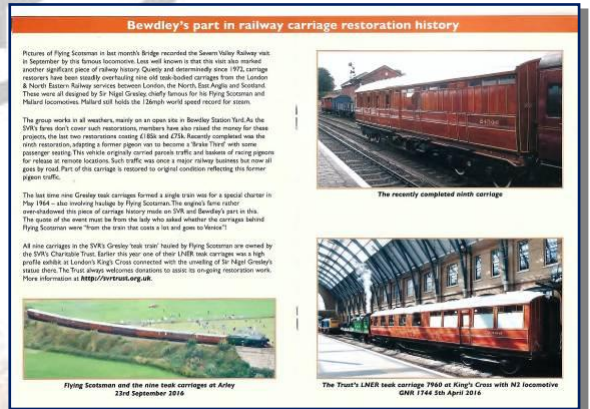 Bewdley's part in railway carriage restoration history
Pictures of Flying Scotsman in last month's Bridge recorded the Severn Valley Railway visit
in September by this famous locomotive. Less well known is that this visit also marked
another significant piece of railway history. Quietly and determinedly since 1972, carriage
restorers have been steadily overhauling nine old teak-bodied carriages from the London
& North Eastern Railway services between London, the North, East Anglia and Scotland.
These were all designed by Sir Nigel Gresley, chiefly famous for his Flying Scotsman and
Mallard locomotives. Mallard still holds the 126mph world speed record for steam.
The group works in all weathers, mainly on an open site in Bewdley Station Yard. As the
SVR's fares don't cover such restorations, members have also raised the money for these
projects, the last two restorations costing £185k and £75k. Recently completed was the
ninth restoration, adapting a former pigeon van to become a 'Brake Third' with some
passenger seating. This vehicle originally carried parcels traffic and baskets of racing pigeons
for release at remote locations. Such traffic was once a major railway business but now all
goes by road. Part of this carriage is restored to original condition reflecting this former
pigeon traffic.
The last time nine Gresley teak carriages formed a single train was for a special charter in
May 1964 – also involving haulage by Flying Scotsman. The engine's fame rather
over-shadowed this piece of carriage history made on SVR and Bewdley's part in this.
The quote of the event must be from the lady who asked whether the carriages behind
Flying Scotsman were "from the train that costs a lot and goes to Venice"!
All nine carriages in the SVR's Gresley 'teak train' hauled by Flying Scotsman are owned by
the SVR's Charitable Trust. Earlier this year one of their LNER teak carriages was a high
profile exhibit at London's King's Cross connected with the unveiling of Sir Nigel Gresley's
statue there. The Trust always welcomes donations to assist its on-going restoration work.
More information at http://svrtrust.org.uk.
Flying Scotsman and the nine teak carriages at Arley
23rd September 2016
The recently completed ninth carriage
The Trust's LNER teak carriage 7960 at King's Cross with N2 locomotive
GNR 1744 5th April 2016